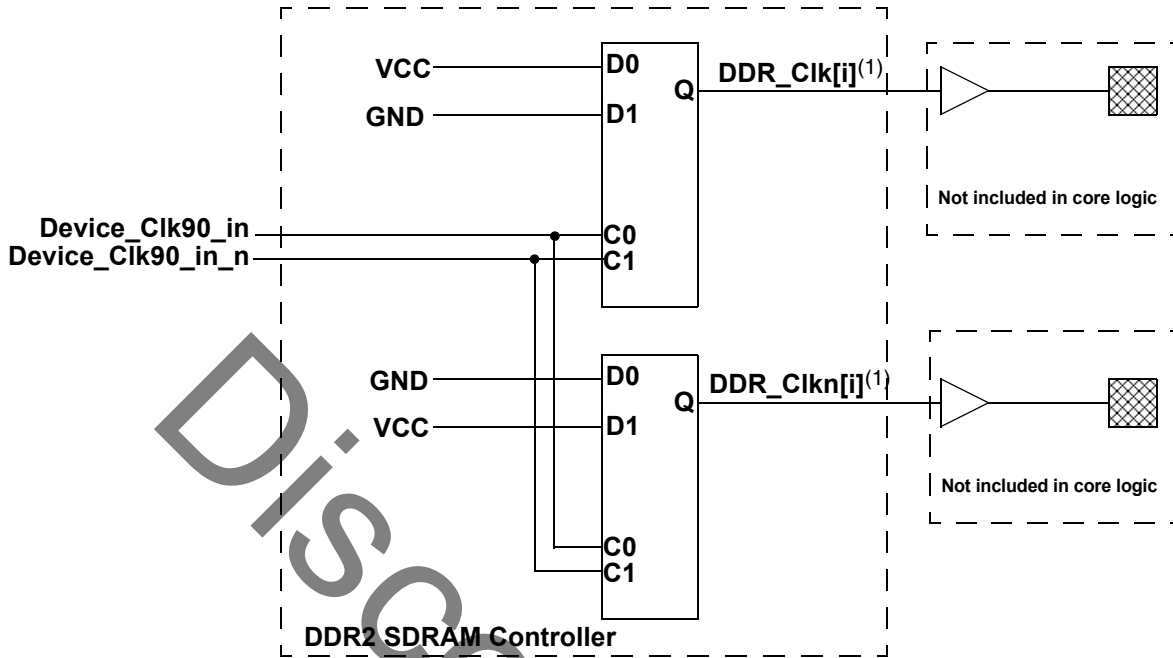 VCC
D0
DDR_Clk[i](1)
Q
GND
D1
Not included in core logic
Device_Clk90_in
C0
Device_Clk90_in_n
C1
GND
D0
DDR_Clkn[i](1)
Q
VCC
D1
Not included in core logic
C0
C1
DDR2 SDRAM Controller